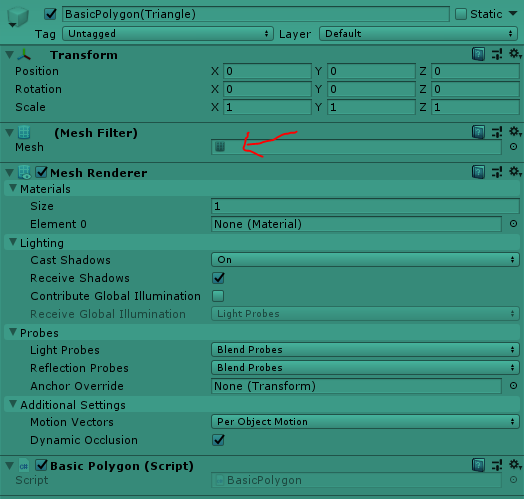 BasicPolygon(Triangle) Static
Tag Untagged Layer Default
Transform
Position X 0 Y 0 Z 0
Rotation X 0 Y 0 Z 0
Scale X 1 Y 1 Z 1
(Mesh Filter)
Mesh
Mesh Renderer
Materials
Size 1
Element 0 None (Material)
Lighting
Cast Shadows On
Receive Shadows
Contribute Global Illumination
Receive Global Illumination Light Probes
Probes
Light Probes Blend Probes
Reflection Probes Blend Probes
Anchor Override None (Transform)
Additional Settings
Motion Vectors Per Object Motion
Dynamic Occlusion
Basic Polygon (Script)
Script BasicPolygon